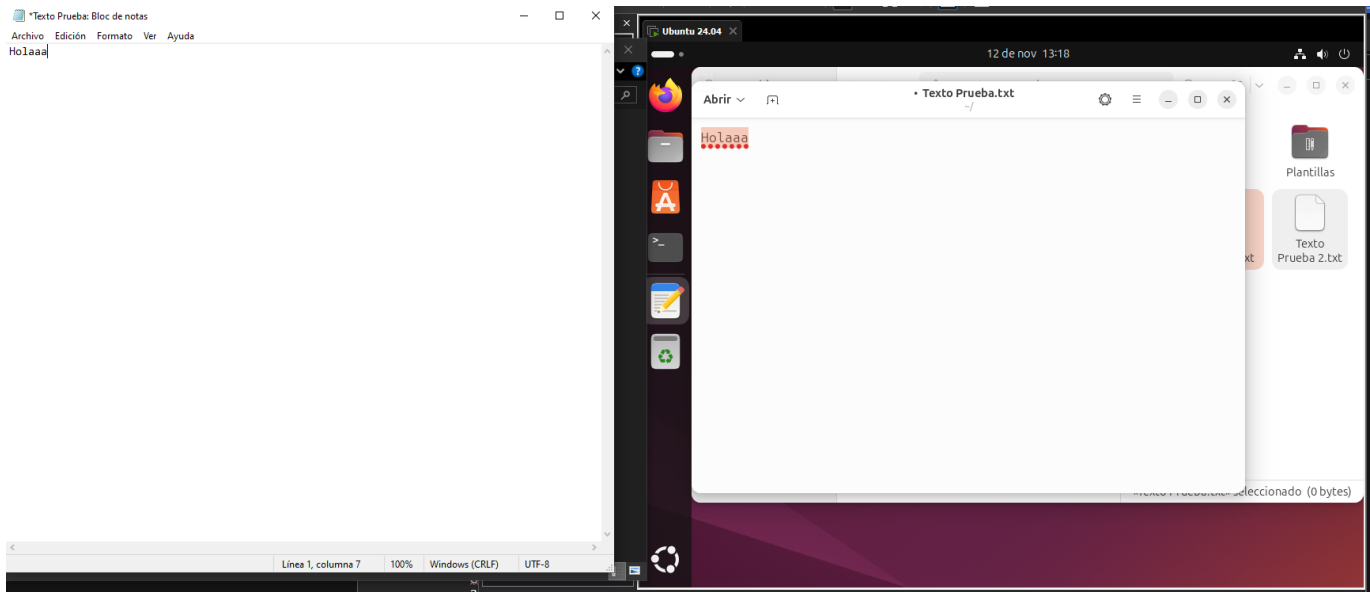 *Texto Prueba: Bloc de notas
Archivo Edición Formato Ver Ayuda
Holaaa
Línea 1, columna 7 100% Windows (CRLF) UTF-8
Ubuntu 24.04
12 de nov 13:18
Abrir
• Texto Prueba.txt
~/
Holaaa
Plantillas
xt
Texto
Prueba 2.txt
seleccionado (0 bytes)